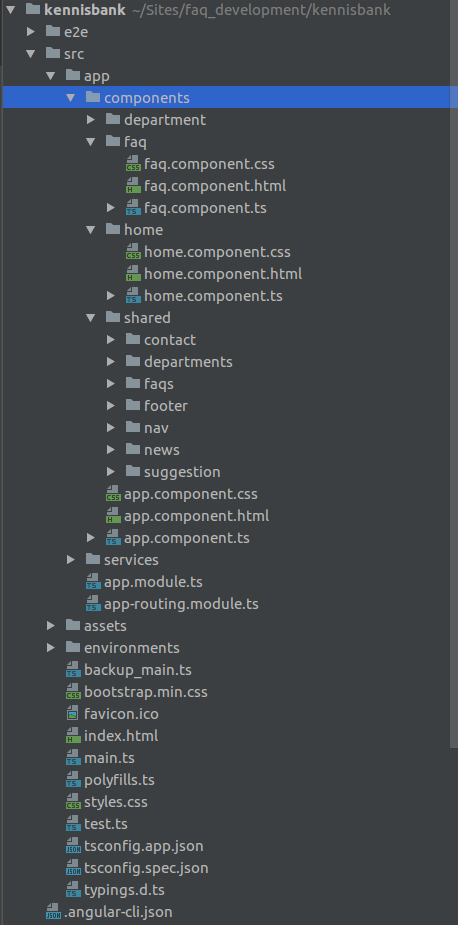 kennisbank ~/Sites/faq_development/kennisbank
e2e
src
app
components
department
faq
faq.component.css
faq.component.html
faq.component.ts
home
home.component.css
home.component.html
home.component.ts
shared
contact
departments
faqs
footer
nav
news
suggestion
app.component.css
app.component.html
app.component.ts
services
app.module.ts
app-routing.module.ts
assets
environments
backup_main.ts
bootstrap.min.css
favicon.ico
index.html
main.ts
polyfills.ts
styles.css
test.ts
tsconfig.app.json
tsconfig.spec.json
typings.d.ts
.angular-cli.json